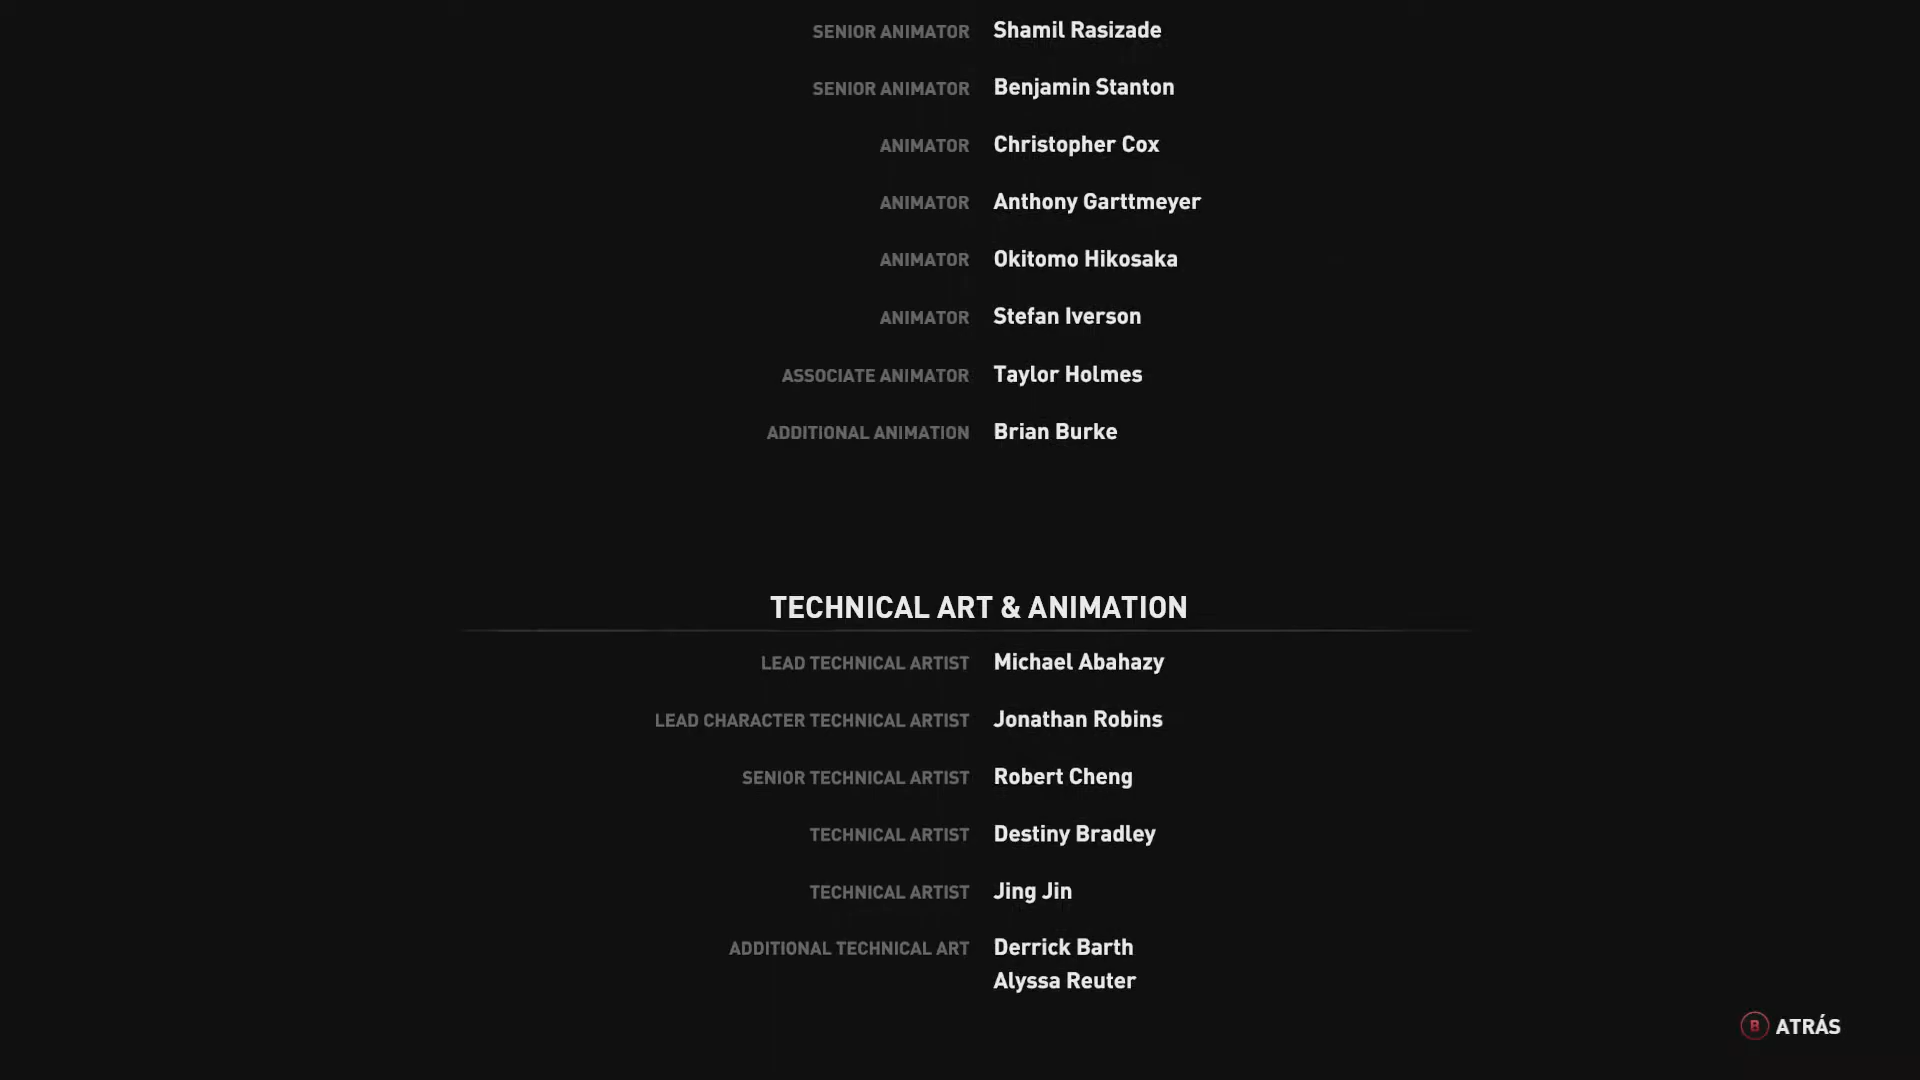 SENIOR ANIMATOR Shamil Rasizade
SENIOR ANIMATOR Benjamin Stanton
ANIMATOR Christopher Cox
ANIMATOR Anthony Garttmeyer
ANIMATOR Okitomo Hikosaka
ANIMATOR Stefan Iverson
ASSOCIATE ANIMATOR Taylor Holmes
ADDITIONAL ANIMATION Brian Burke
TECHNICAL ART & ANIMATION
LEAD TECHNICAL ARTIST Michael Abahazy
LEAD CHARACTER TECHNICAL ARTIST Jonathan Robins
SENIOR TECHNICAL ARTIST Robert Cheng
TECHNICAL ARTIST Destiny Bradley
TECHNICAL ARTIST Jing Jin
ADDITIONAL TECHNICAL ART Derrick Barth
Alyssa Reuter
B ATRÁS